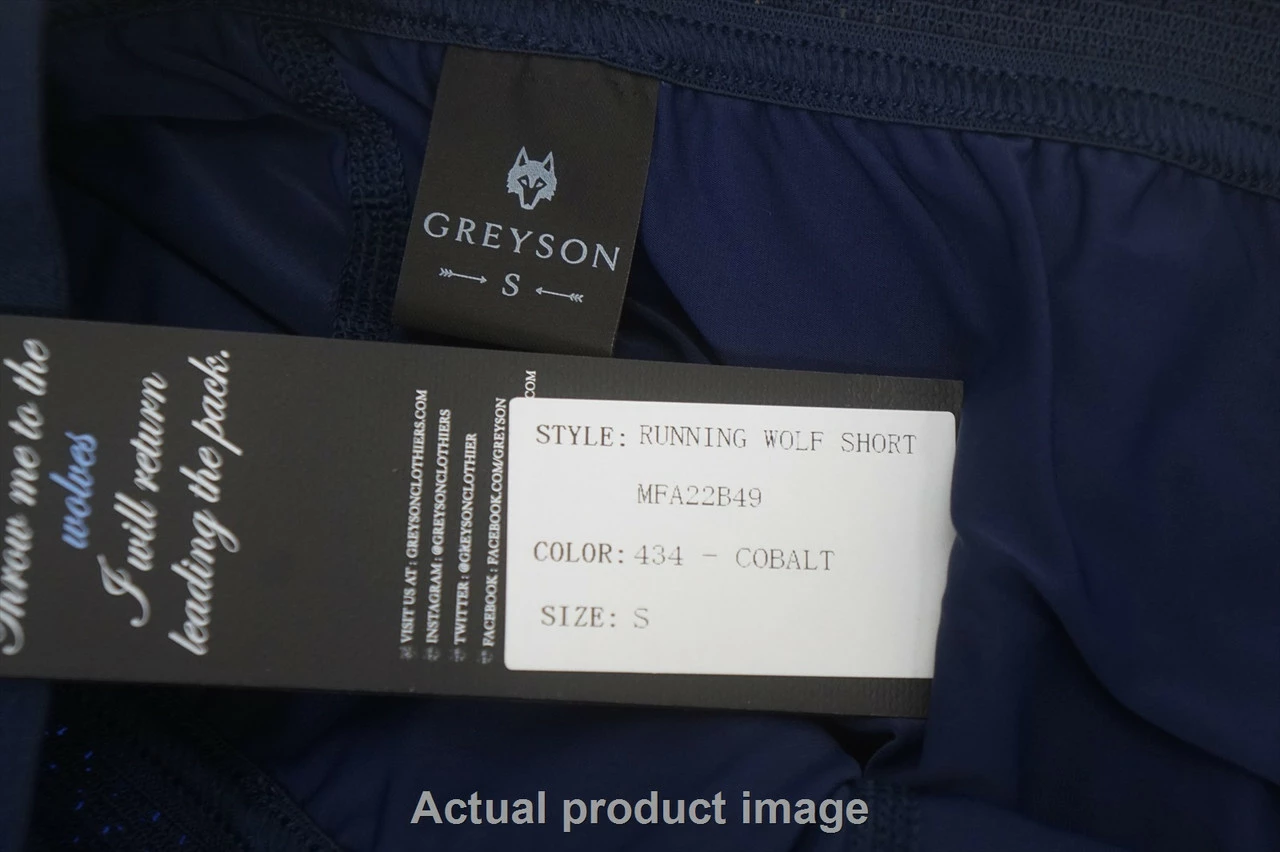 GREYSON
S
Throw me to the
wolves
I will return
leading the pack.
VISIT US AT : GREYSONCLOTHIERS.COM
INSTAGRAM : @GREYSONCLOTHIERS
TWITTER : @GREYSONCLOTHIER
FACEBOOK : FACEBOOK.COM/GREYSON
COM
STYLE: RUNNING WOLF SHORT
MFA22B49
COLOR: 434 - COBALT
SIZE: S
Actual product image